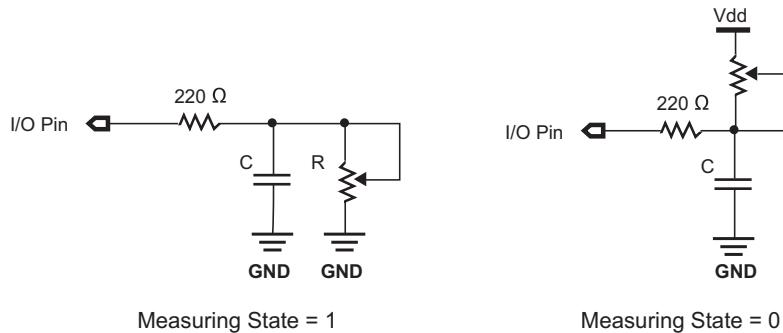 Vdd
220 Ω
I/O Pin
C
R
GND
GND
Measuring State = 1
220 Ω
I/O Pin
C
GND
Measuring State = 0